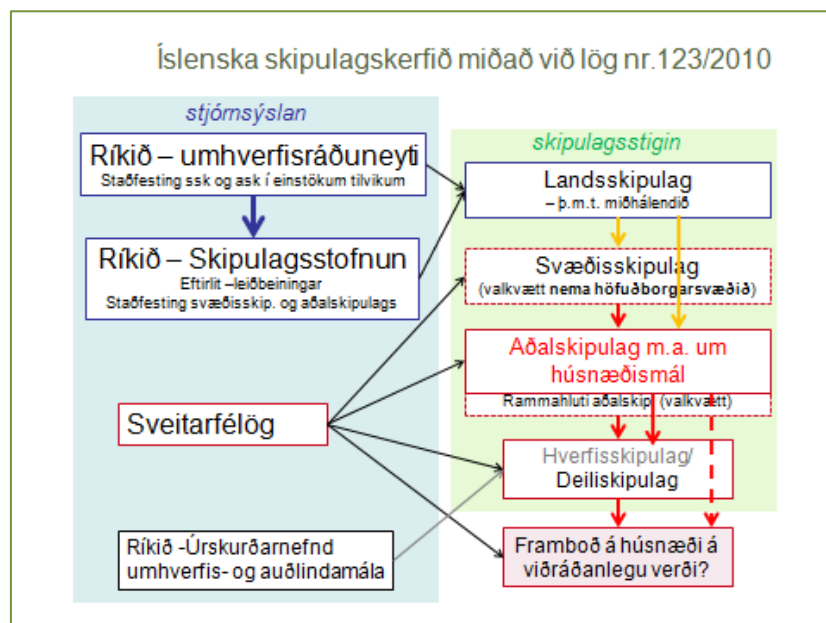 Íslenska skipulagskerfið miðað við lög nr.123/2010
stjórnsýslan
Ríkið – umhverfisráðuneyti
Staðfesting ssk og ask í einstökum tilvikum
Ríkið – Skipulagsstofnun
Eftirlit –leiðbeiningar
Staðfesting svæðisskip. og aðalskipulags
Sveitarfélög
Ríkið -Úrskurðarnefnd
umhverfis- og auðlindamála
skipulagsstigin
Landsskipulag
– þ.m.t. miðhálendið
Svæðisskipulag
(valkvætt nema höfuðborgarsvæðið)
Aðalskipulag m.a. um
húsnæðismál
Rammahluti aðalskip. (valkvætt)
Hverfisskipulag/
Deiliskipulag
Framboð á húsnæði á
viðráðanlegu verði?